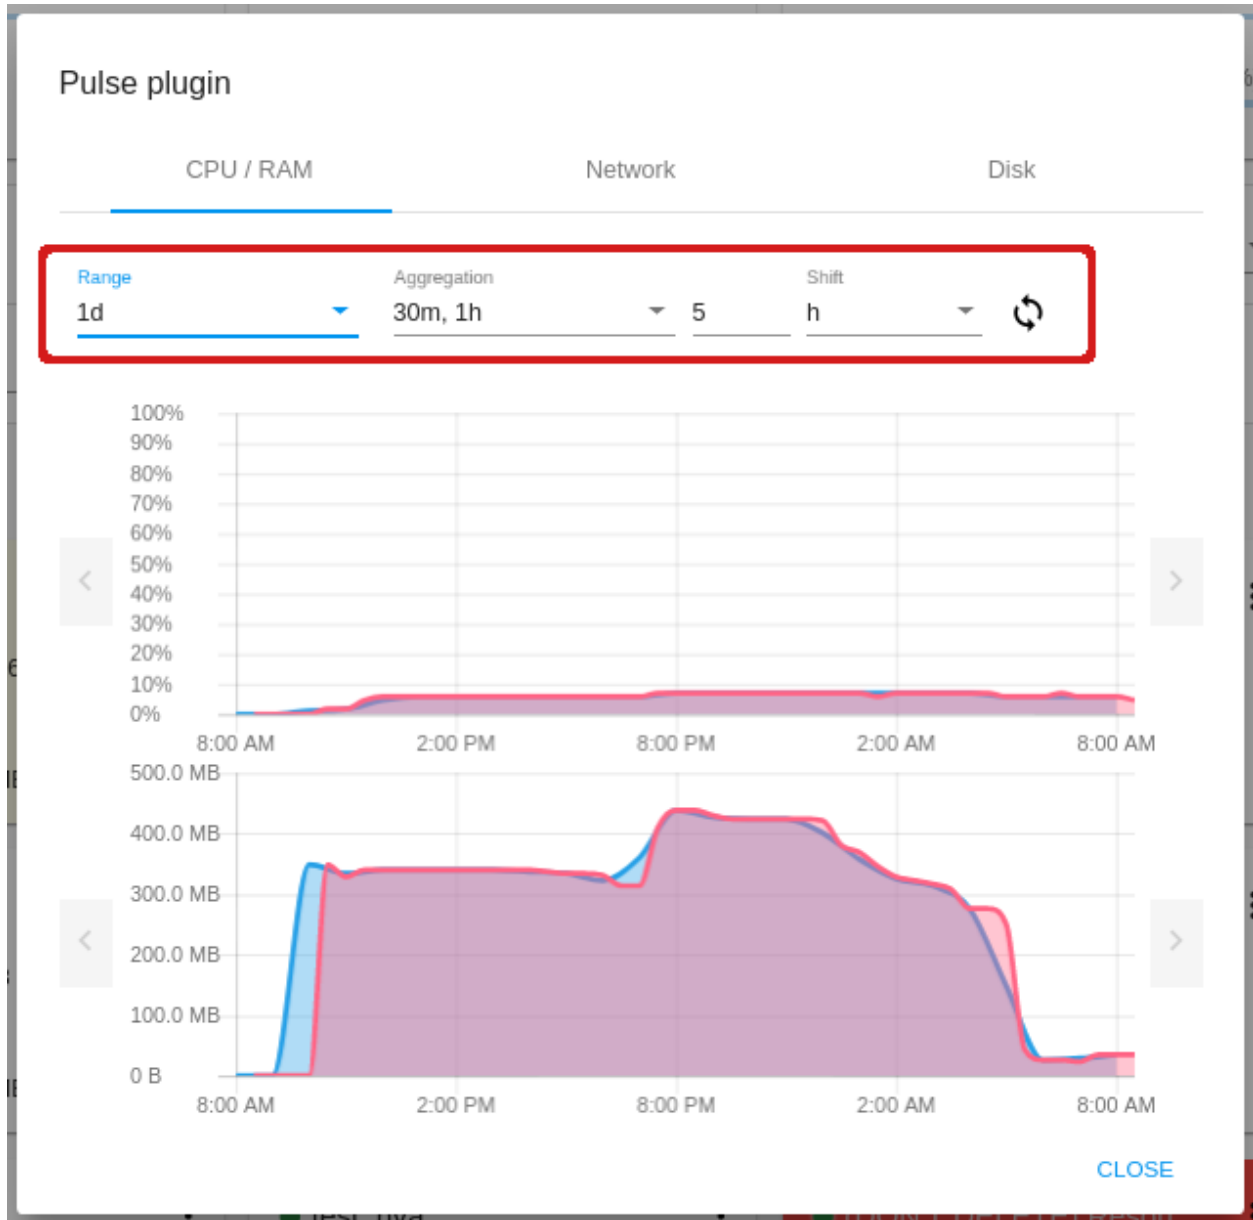 Pulse plugin
CPU / RAM Network Disk
Range Aggregation Shift
1d 30m, 1h 5 h
100%
90%
80%
70%
60%
50%
40%
30%
20%
10%
0%
8:00 AM 2:00 PM 8:00 PM 2:00 AM 8:00 AM
500.0 MB
400.0 MB
300.0 MB
200.0 MB
100.0 MB
0 B
8:00 AM 2:00 PM 8:00 PM 2:00 AM 8:00 AM
CLOSE